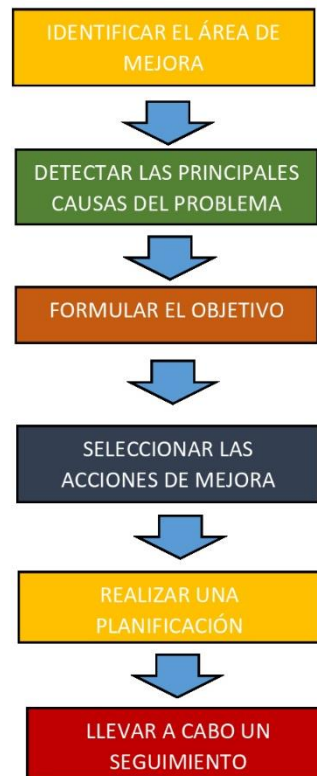 IDENTIFICAR EL ÁREA DE
MEJORA
DETECTAR LAS PRINCIPALES
CAUSAS DEL PROBLEMA
FORMULAR EL OBJETIVO
SELECCIONAR LAS
ACCIONES DE MEJORA
REALIZAR UNA
PLANIFICACIÓN
LLEVAR A CABO UN
SEGUIMIENTO